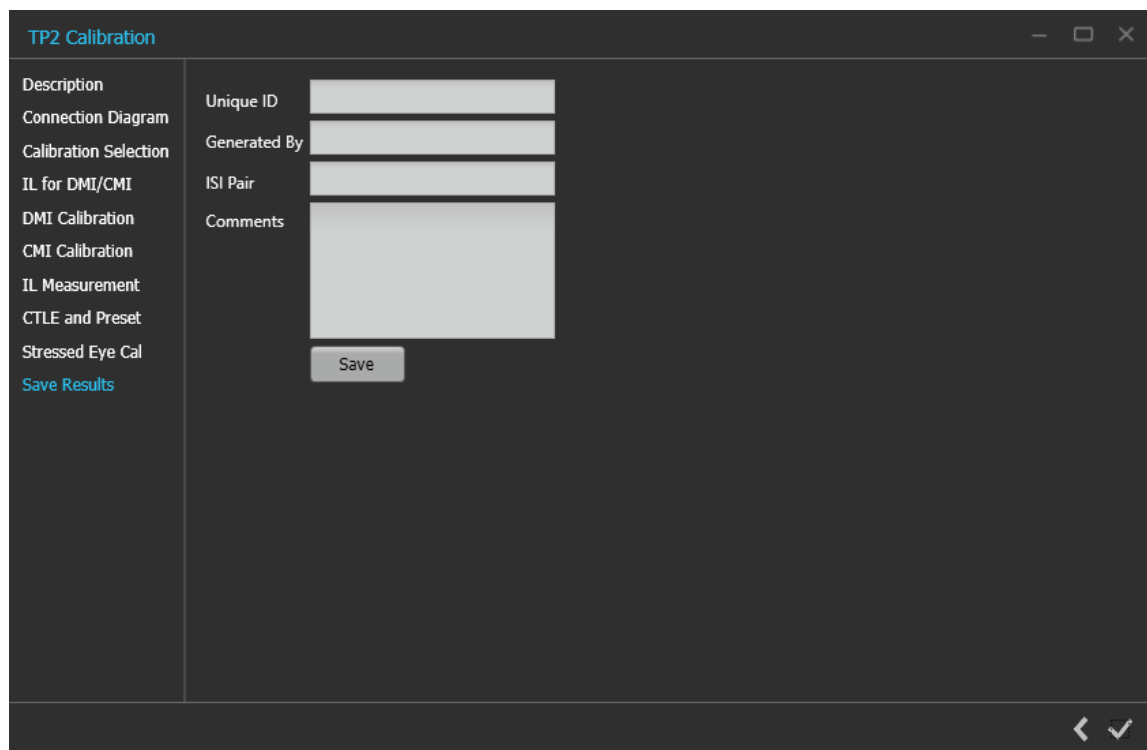 TP2 Calibration
Description
Connection Diagram
Calibration Selection
IL for DMI/CMI
DMI Calibration
CMI Calibration
IL Measurement
CTLE and Preset
Stressed Eye Cal
Save Results
Unique ID
Generated By
ISI Pair
Comments
Save